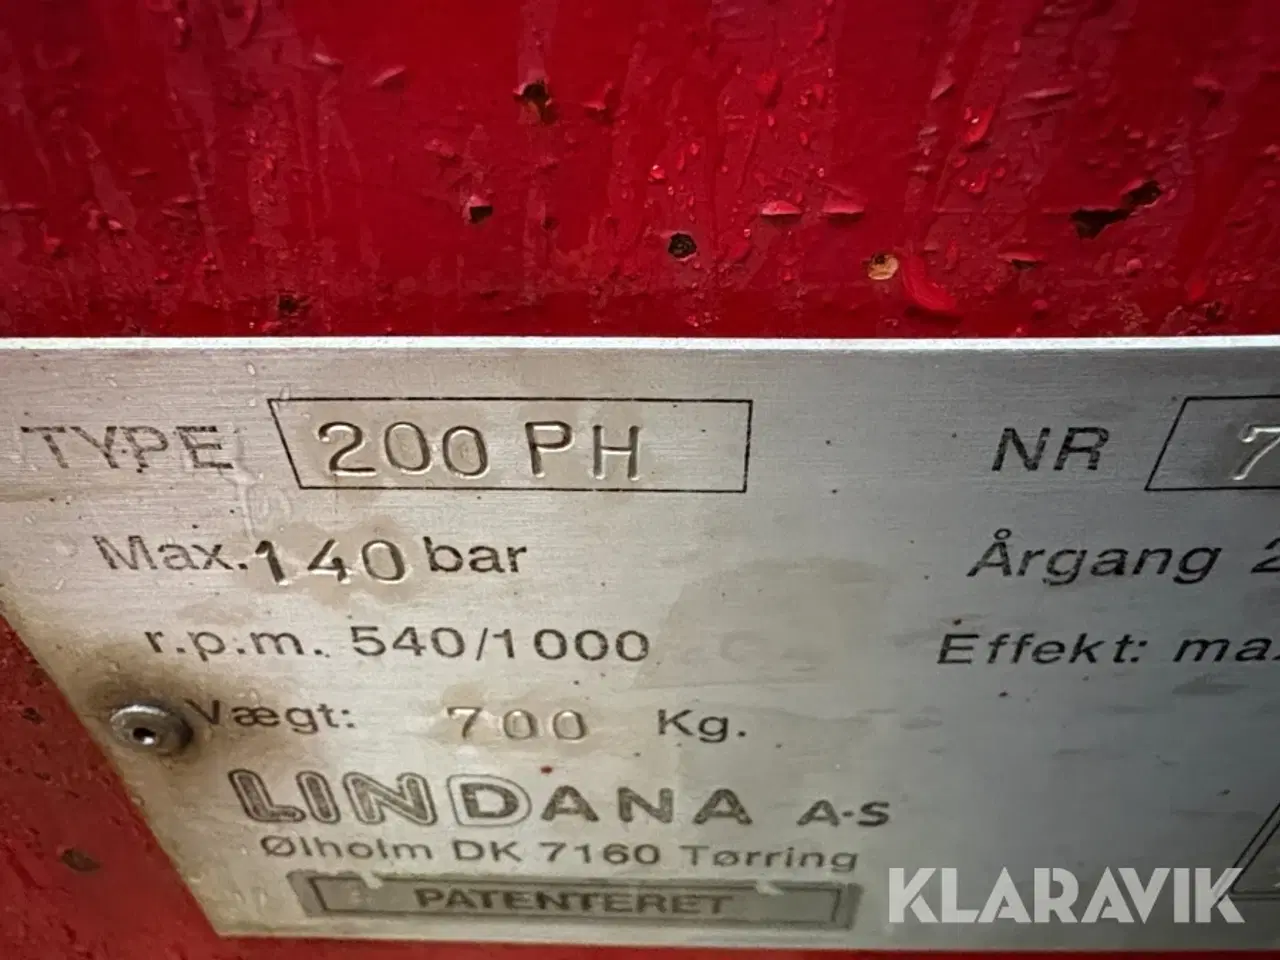 TYPE 200 PH NR 7
Max. 140 bar Årgang 2
r.p.m. 540/1000 Effekt: max
Vægt: 700 Kg.
LINDANA A-S
Ølholm DK 7160 Tørring
PATENTERET
KLARAVIK